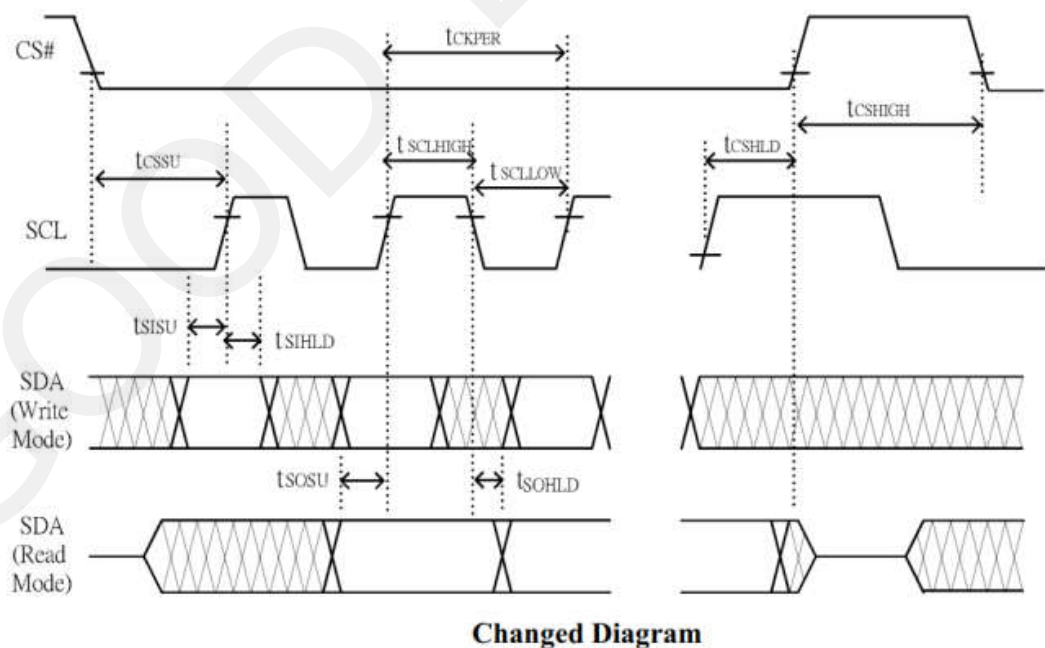 CS#
tCKPER
tCSHIGH
tCSSU
tSCLHIGH
tSCLLOW
tCSHLD
SCL
tSISU
tSIHLD
SDA
(Write
Mode)
tSOSU
tSOHLD
SDA
(Read
Mode)
Changed Diagram